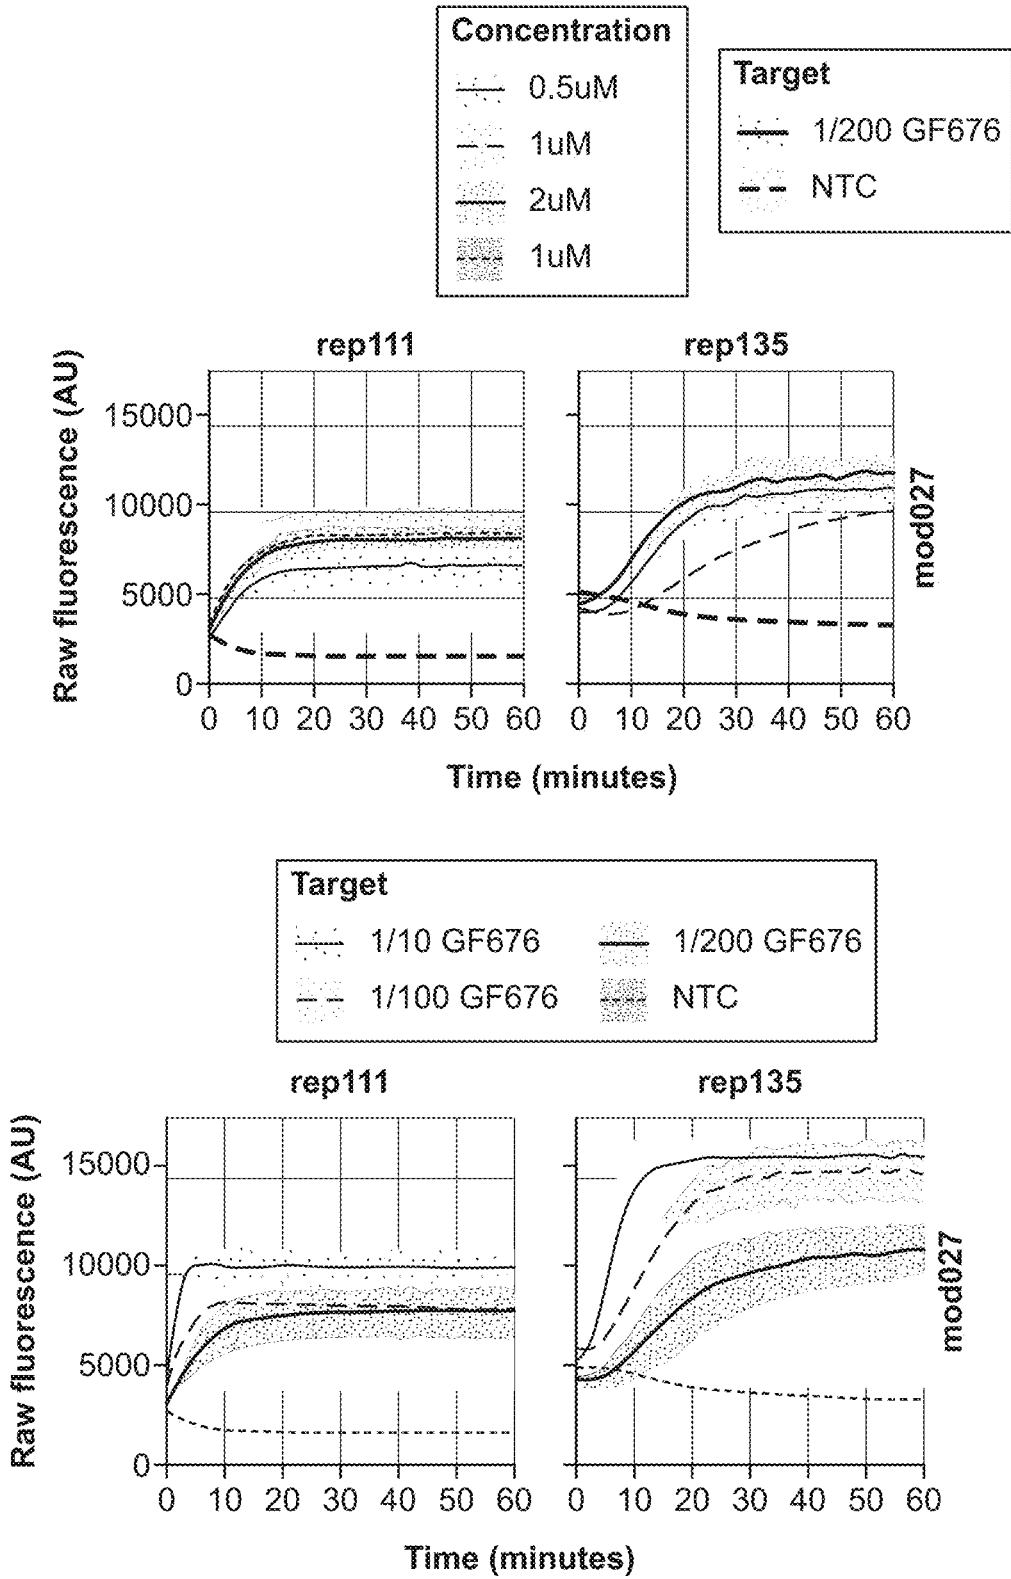 Concentration
0.5uM
1uM
2uM
1uM
Target
1/200 GF676
NTC
rep111
rep135
Raw fluorescence (AU)
15000
10000
5000
0
0 10 20 30 40 50 60
0 10 20 30 40 50 60
mod027
Time (minutes)
Target
1/10 GF676
1/200 GF676
1/100 GF676
NTC
rep111
rep135
Raw fluorescence (AU)
15000
10000
5000
0
0 10 20 30 40 50 60
0 10 20 30 40 50 60
mod027
Time (minutes)